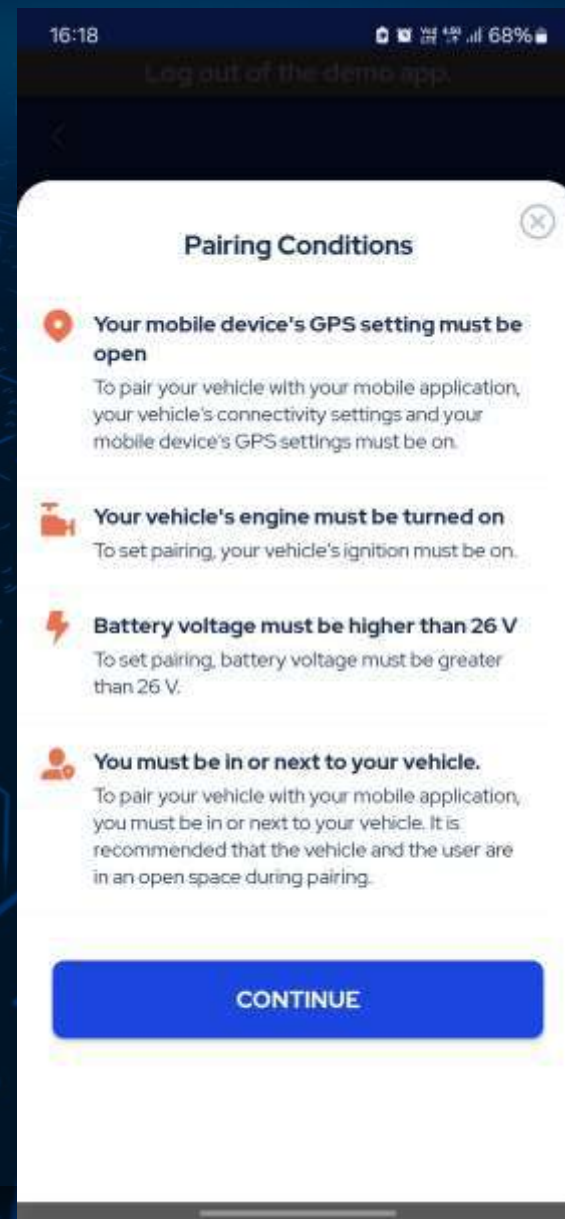 16:18
68%
Log out of the demo app.
Pairing Conditions
Your mobile device's GPS setting must be
open
To pair your vehicle with your mobile application,
your vehicle's connectivity settings and your
mobile device's GPS settings must be on.
Your vehicle's engine must be turned on
To set pairing, your vehicle's ignition must be on.
Battery voltage must be higher than 26 V
To set pairing, battery voltage must be greater
than 26 V.
You must be in or next to your vehicle.
To pair your vehicle with your mobile application,
you must be in or next to your vehicle. It is
recommended that the vehicle and the user are
in an open space during pairing.
CONTINUE